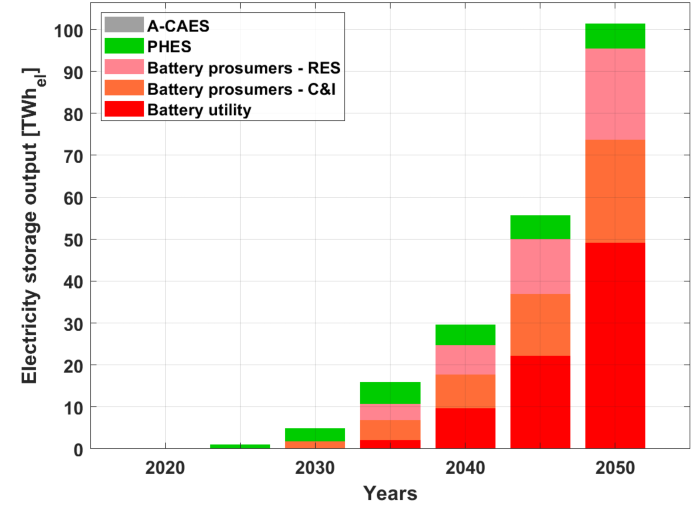 A-CAES
PHES
Battery prosumers - RES
Battery prosumers - C&I
Battery utility
Electricity storage output [TWh_el]
100
90
80
70
60
50
40
30
20
10
0
2020
2030
2040
2050
Years